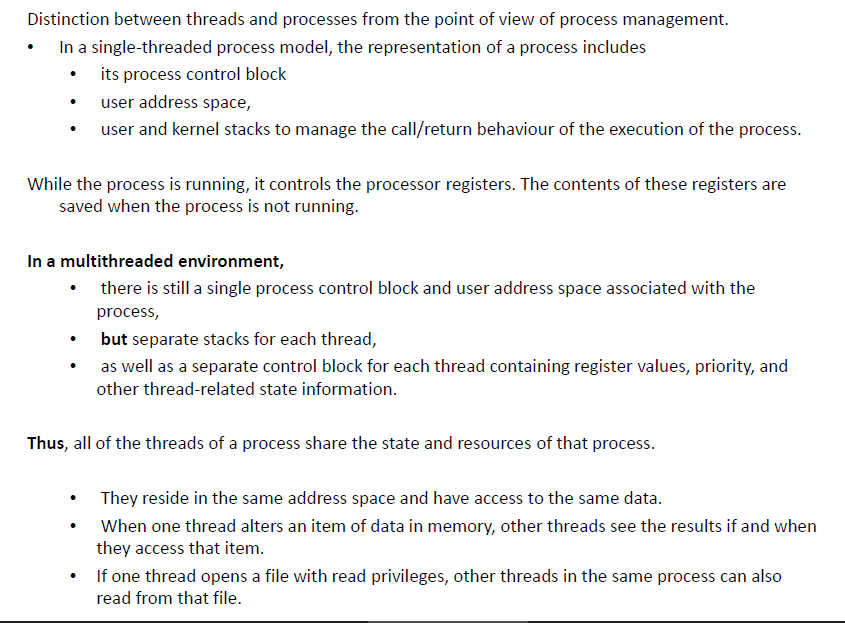 Distinction between threads and processes from the point of view of process management.
• In a single-threaded process model, the representation of a process includes
• its process control block
• user address space,
• user and kernel stacks to manage the call/return behaviour of the execution of the process.
While the process is running, it controls the processor registers. The contents of these registers are
saved when the process is not running.
In a multithreaded environment,
• there is still a single process control block and user address space associated with the
process,
• but separate stacks for each thread,
• as well as a separate control block for each thread containing register values, priority, and
other thread-related state information.
Thus, all of the threads of a process share the state and resources of that process.
• They reside in the same address space and have access to the same data.
• When one thread alters an item of data in memory, other threads see the results if and when
they access that item.
• If one thread opens a file with read privileges, other threads in the same process can also
read from that file.